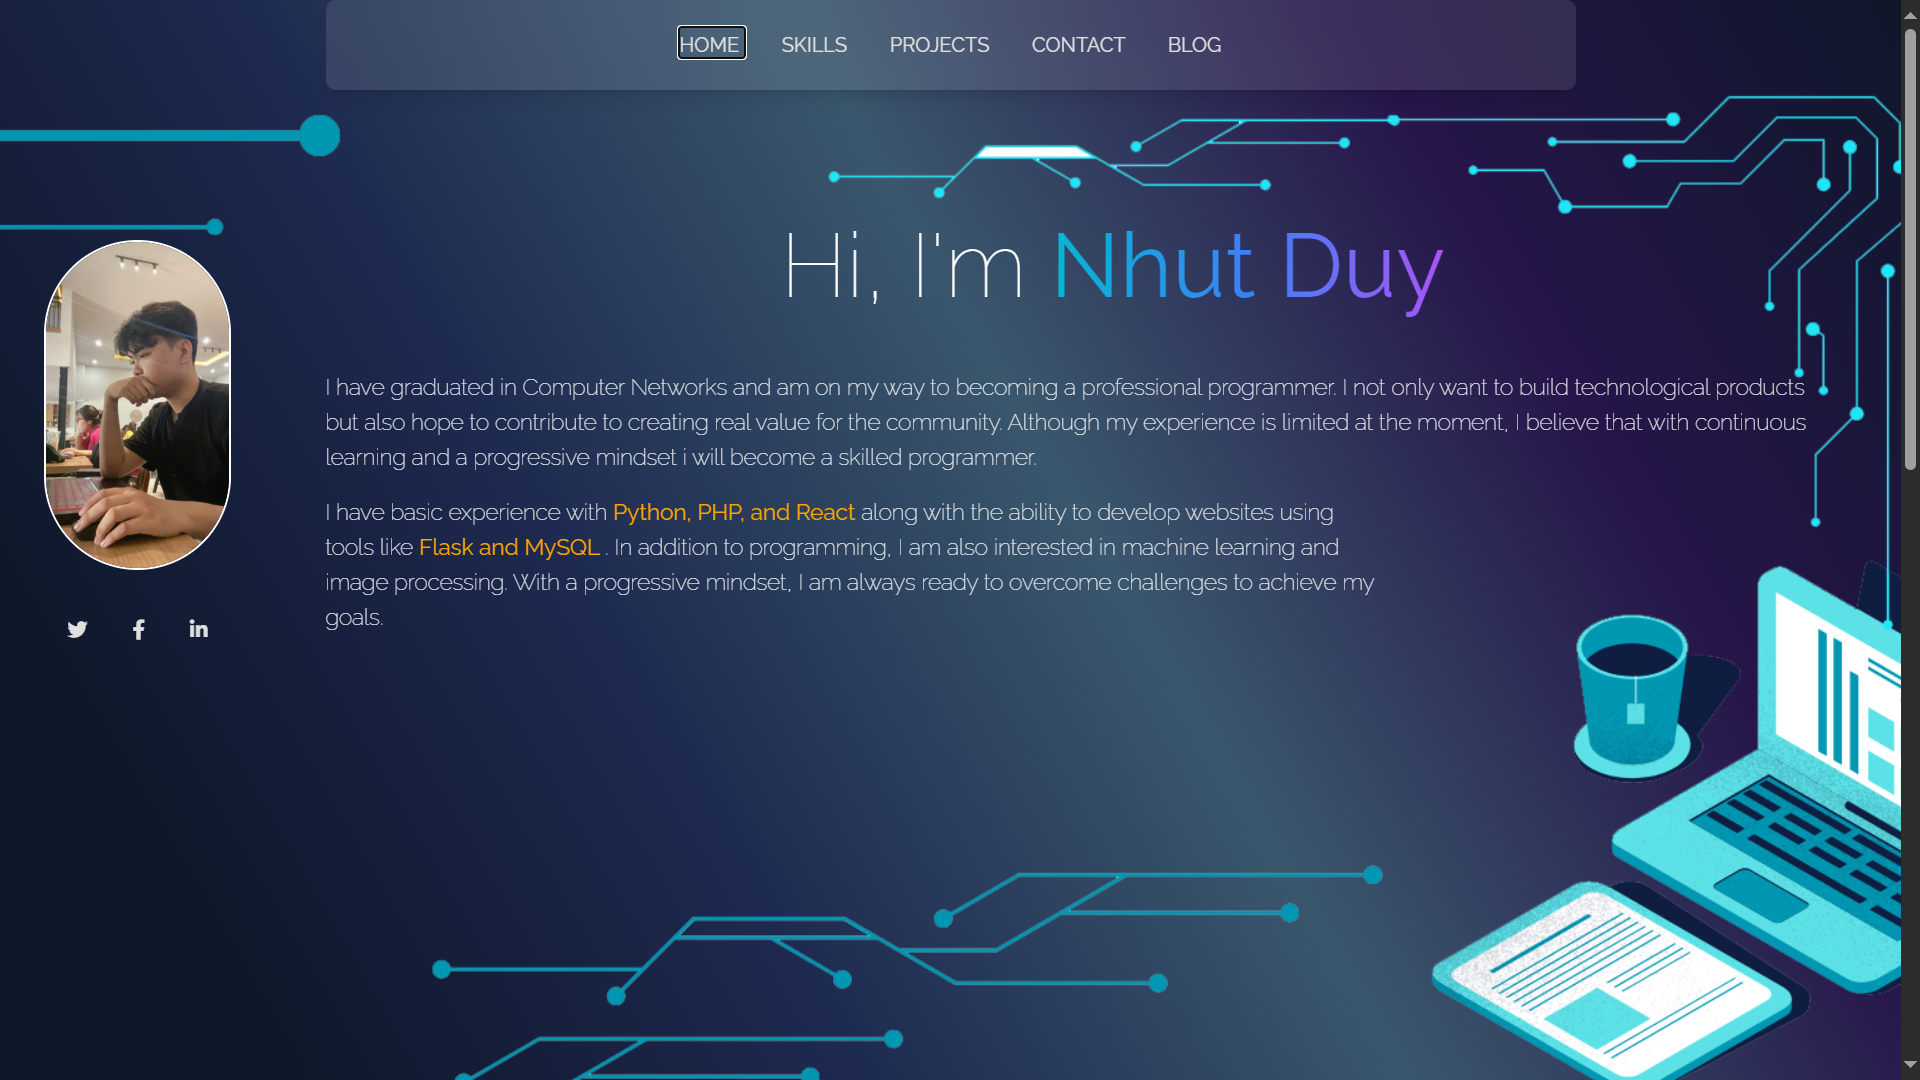 HOME SKILLS PROJECTS CONTACT BLOG
Hi, I'm Nhut Duy
I have graduated in Computer Networks and am on my way to becoming a professional programmer. I not only want to build technological products
but also hope to contribute to creating real value for the community. Although my experience is limited at the moment, I believe that with continuous
learning and a progressive mindset i will become a skilled programmer.
I have basic experience with Python, PHP, and React along with the ability to develop websites using
tools like Flask and MySQL . In addition to programming, I am also interested in machine learning and
image processing. With a progressive mindset, I am always ready to overcome challenges to achieve my
goals.